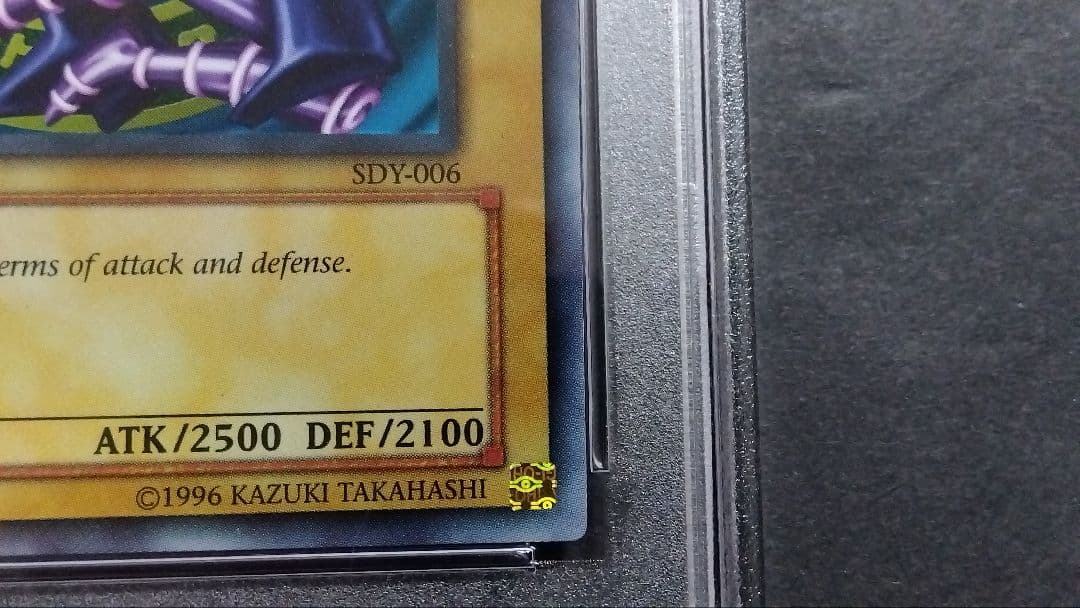 SDY-006
erms of attack and defense.
ATK/2500 DEF/2100
©1996 KAZUKI TAKAHASHI